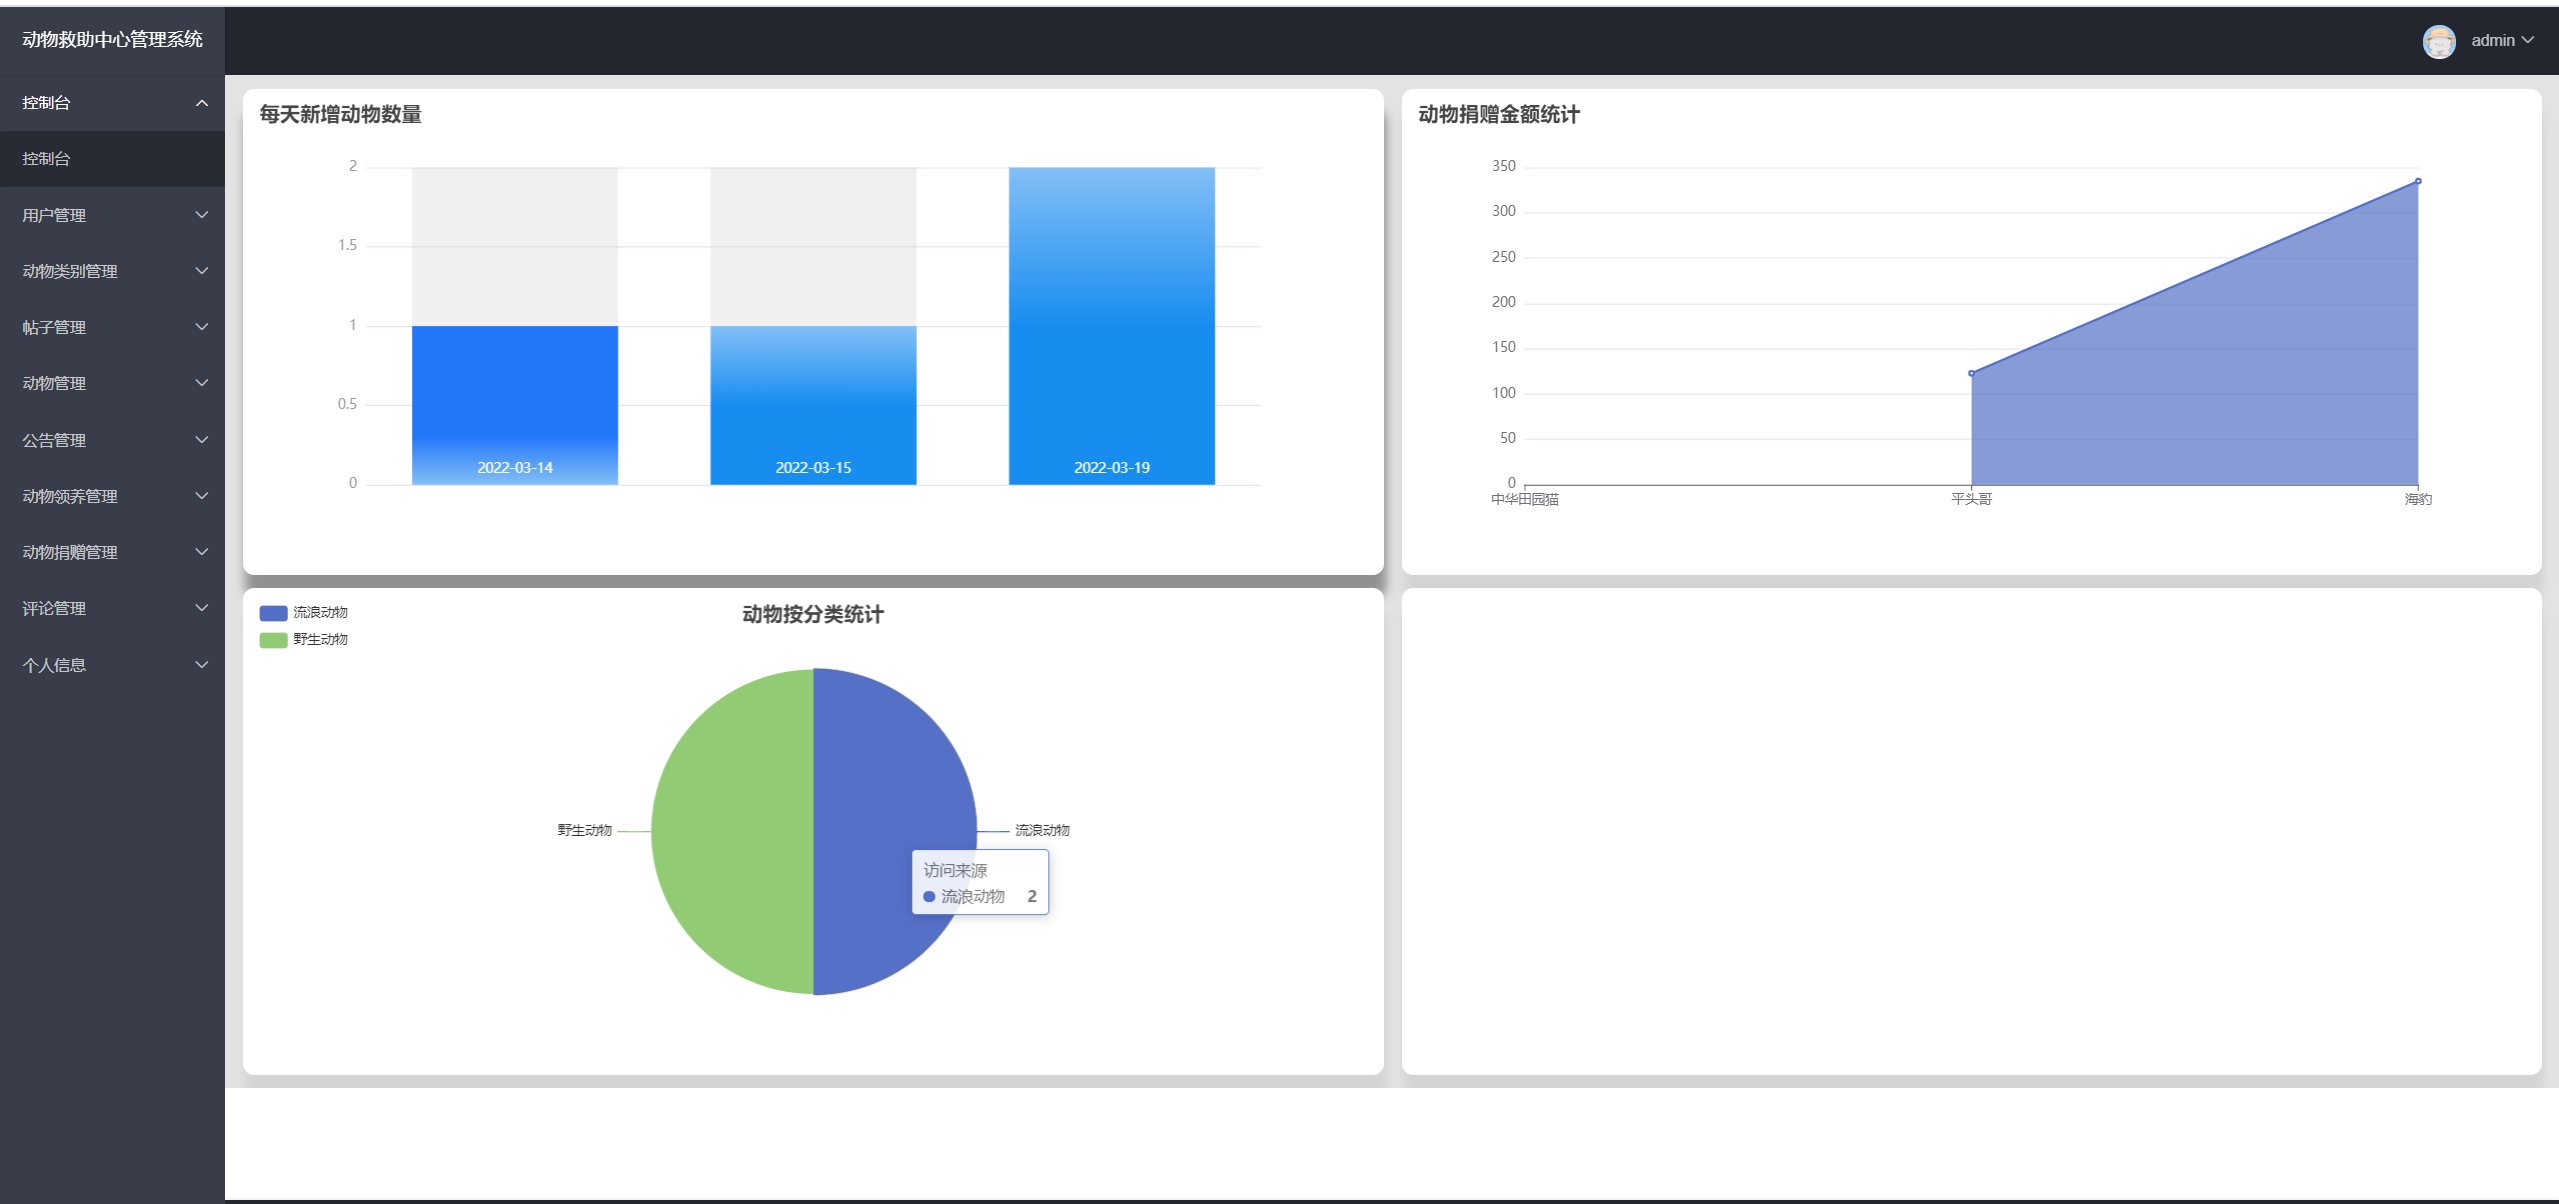 动物救助中心管理系统
admin
控制台
控制台
用户管理
动物类别管理
帖子管理
动物管理
公告管理
动物领养管理
动物捐赠管理
评论管理
个人信息
每天新增动物数量
2
1.5
1
0.5
0
2022-03-14
2022-03-15
2022-03-19
动物捐赠金额统计
350
300
250
200
150
100
50
0
中华田园猫
平头哥
海豹
动物按分类统计
流浪动物
野生动物
野生动物
流浪动物
访问来源
流浪动物 2